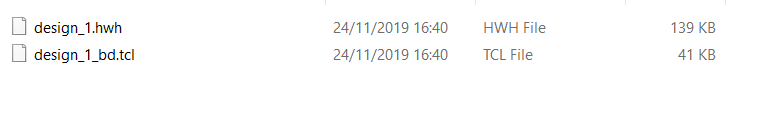 design_1.hwh 24/11/2019 16:40 HWH File 139 KB
design_1_bd.tcl 24/11/2019 16:40 TCL File 41 KB